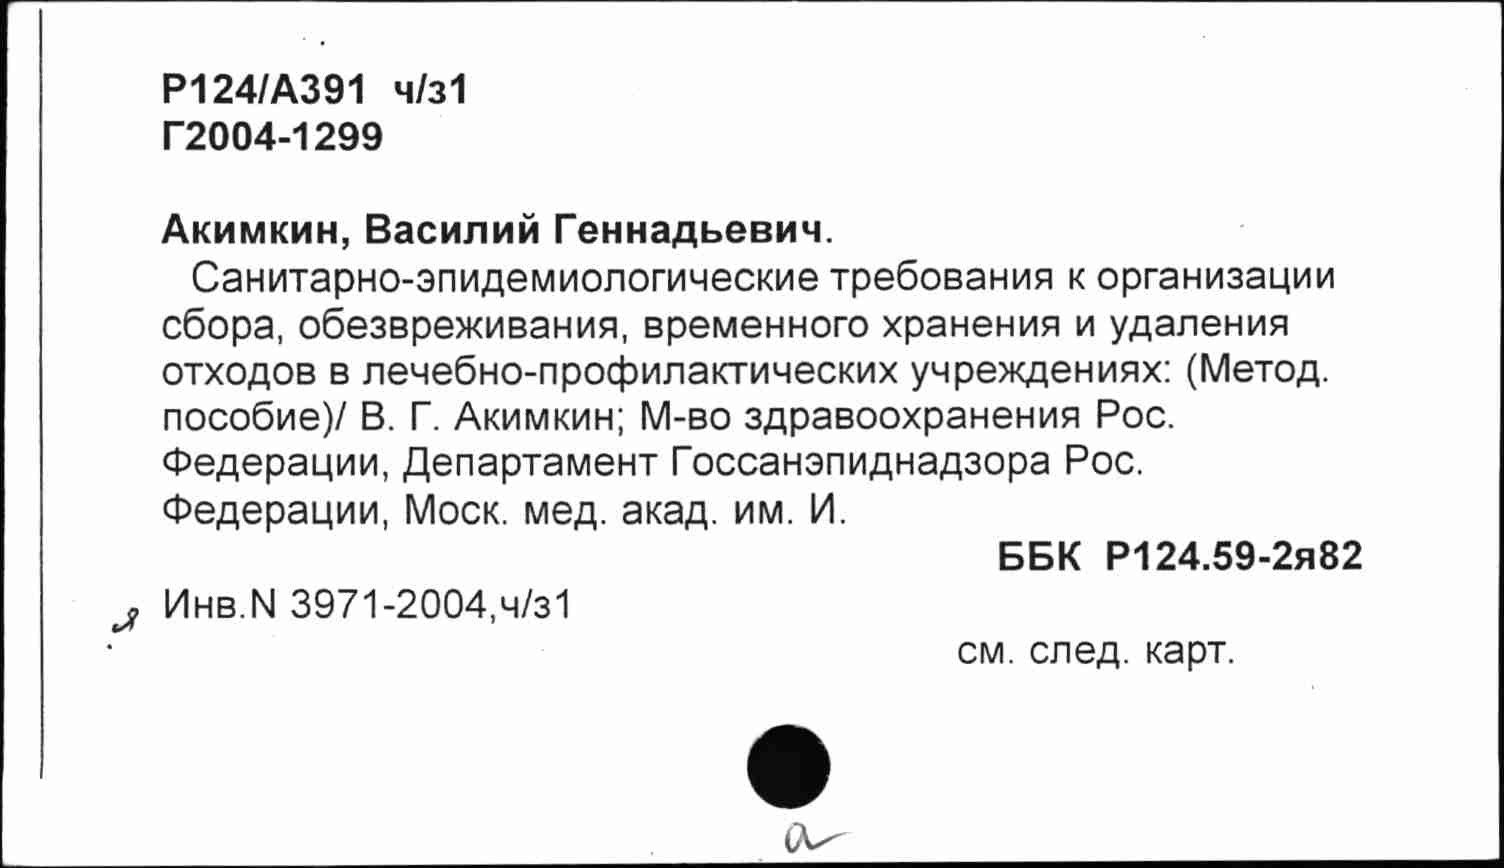 Р124/А391 ч/з1
Г2004-1299
Акимкин, Василий Геннадьевич.
Санитарно-эпидемиологические требования к организации
сбора, обезвреживания, временного хранения и удаления
отходов в лечебно-профилактических учреждениях: (Метод.
пособие)/ В. Г. Акимкин; М-во здравоохранения Рос.
Федерации, Департамент Госсанэпиднадзора Рос.
Федерации, Моск. мед. акад. им. И.
ББК Р124.59-2я82
Инв.N 3971-2004,ч/з1
см. след. карт.
а